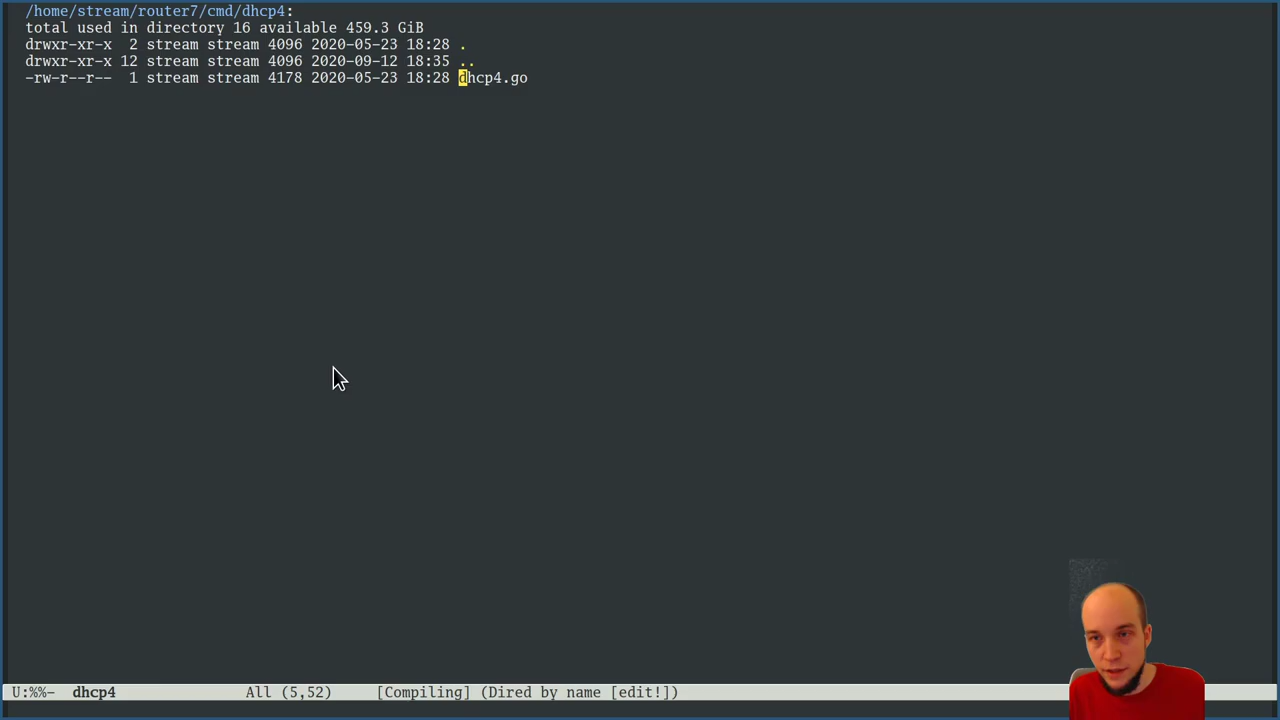 /home/stream/router7/cmd/dhcp4:
total used in directory 16 available 459.3 GiB
drwxr-xr-x  2 stream stream 4096 2020-05-23 18:28 .
drwxr-xr-x 12 stream stream 4096 2020-09-12 18:35 ..
-rw-r--r--  1 stream stream 4178 2020-05-23 18:28 dhcp4.go
U:%%-  dhcp4               All (5,52)     [Compiling] (Dired by name [edit!])